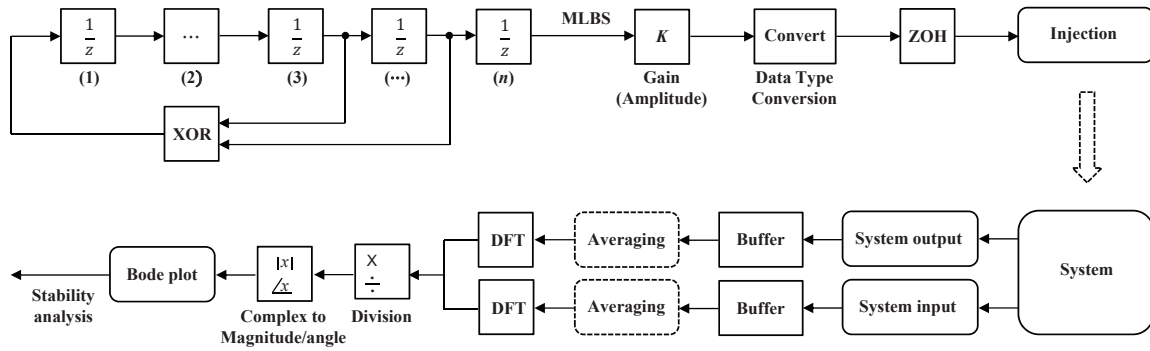 1
z
(1)
...
(2)
1
z
(3)
1
z
(...)
1
z
(n)
MLBS
K
Gain
(Amplitude)
Convert
Data Type
Conversion
ZOH
Injection
XOR
System
System output
Buffer
Averaging
DFT
System input
Buffer
Averaging
DFT
X
÷
Division
|x|
∠x
Complex to
Magnitude/angle
Bode plot
Stability
analysis